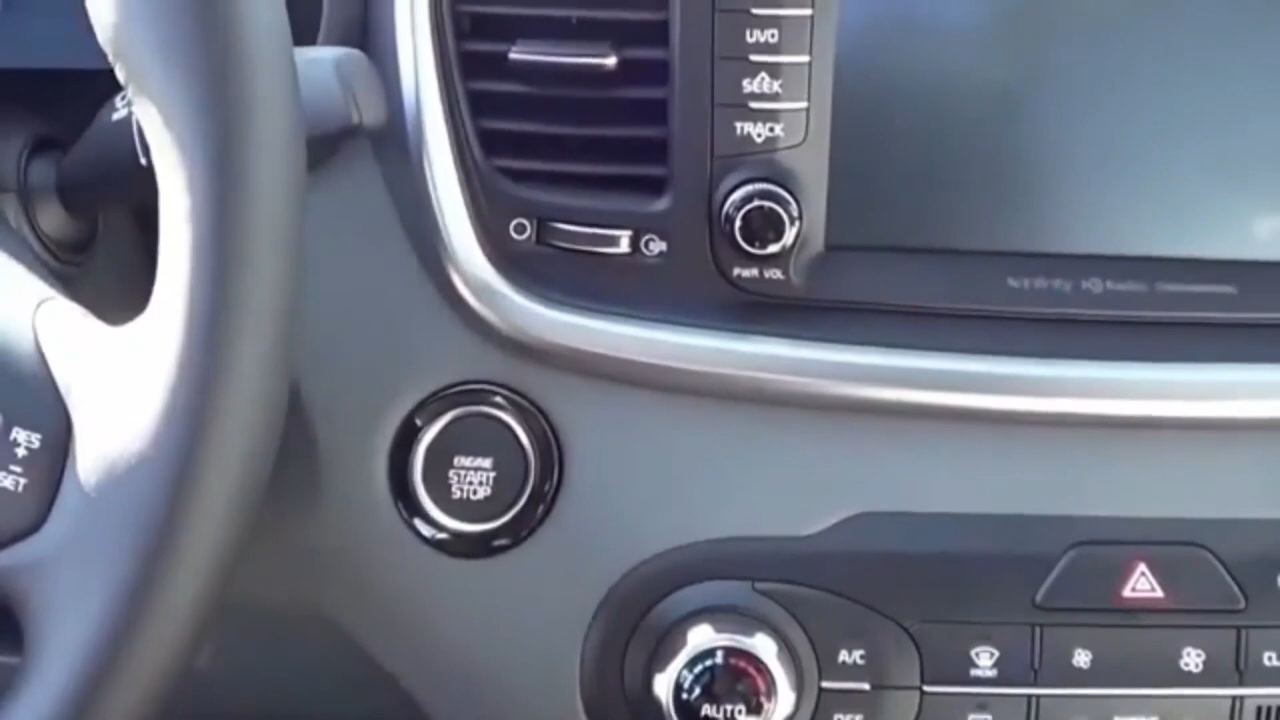 UVO
SEEK
TRACK
PWR VOL
RES
+
-
SET
ENGINE
START
STOP
A/C
FRONT
AUTO